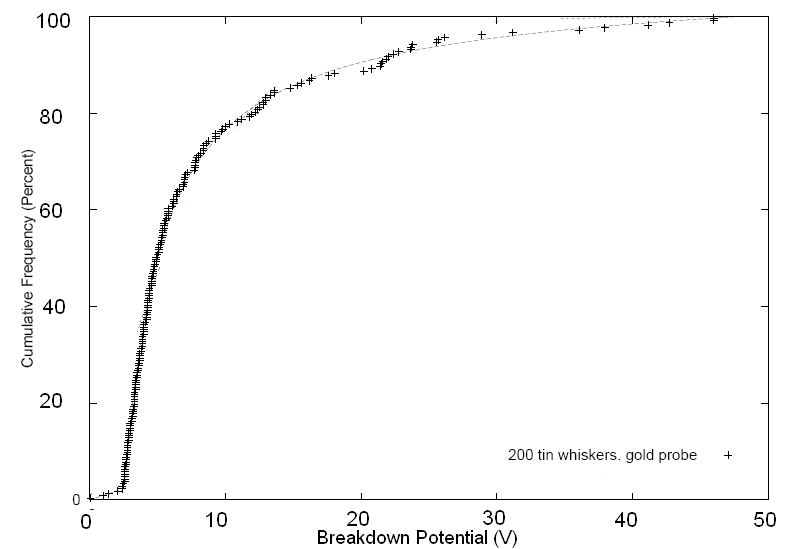 100
80
60
40
20
0
Cumulative Frequency (Percent)
200 tin whiskers. gold probe
0 10 20 30 40 50
Breakdown Potential (V)